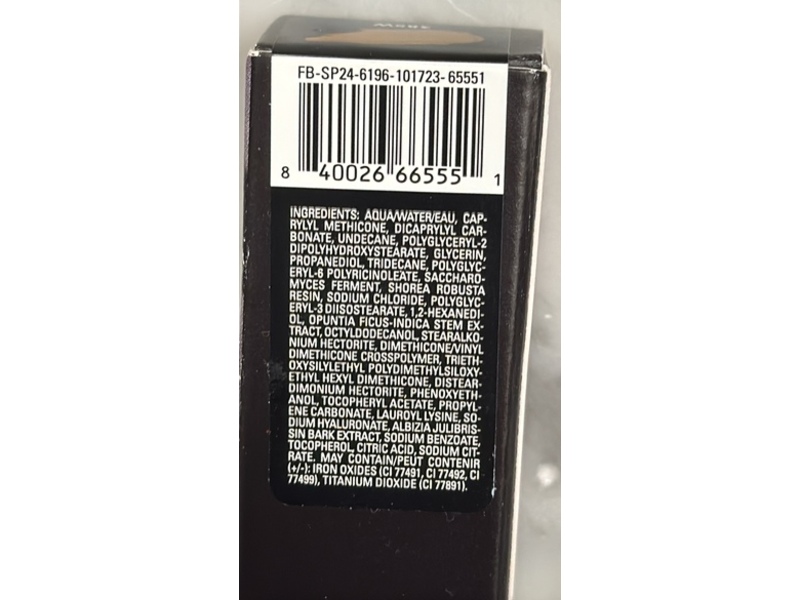 FB-SP24-6196-101723-65551
8 40026 66555 1
INGREDIENTS: AQUA/WATER/EAU, CAP-
RYLYL METHICONE, DICAPRYLYL CAR-
BONATE, UNDECANE, POLYGLYCERYL-2
DIPOLYHYDROXYSTEARATE, GLYCERIN,
PROPANEDIOL, TRIDECANE, POLYGLYC-
ERYL-6 POLYRICINOLEATE, SACCHARO-
MYCES FERMENT, SHOREA ROBUSTA
RESIN, SODIUM CHLORIDE, POLYGLYC-
ERYL-3 DIISOSTEARATE, 1,2-HEXANEDI-
OL, OPUNTIA FICUS-INDICA STEM EX-
TRACT, OCTYLDODECANOL, STEARALKO-
NIUM HECTORITE, DIMETHICONE/VINYL
DIMETHICONE CROSSPOLYMER, TRIETH-
OXYSILYLETHYL POLYDIMETHYLSILOXY-
ETHYL HEXYL DIMETHICONE, DISTEAR-
DIMONIUM HECTORITE, PHENOXYETH-
ANOL, TOCOPHERYL ACETATE, PROPYL-
ENE CARBONATE, LAUROYL LYSINE, SO-
DIUM HYALURONATE, ALBIZIA JULIBRIS-
SIN BARK EXTRACT, SODIUM BENZOATE,
TOCOPHEROL, CITRIC ACID, SODIUM CIT-
RATE. MAY CONTAIN/PEUT CONTENIR
(+/-): IRON OXIDES (CI 77491, CI 77492, CI
77499), TITANIUM DIOXIDE (CI 77891).